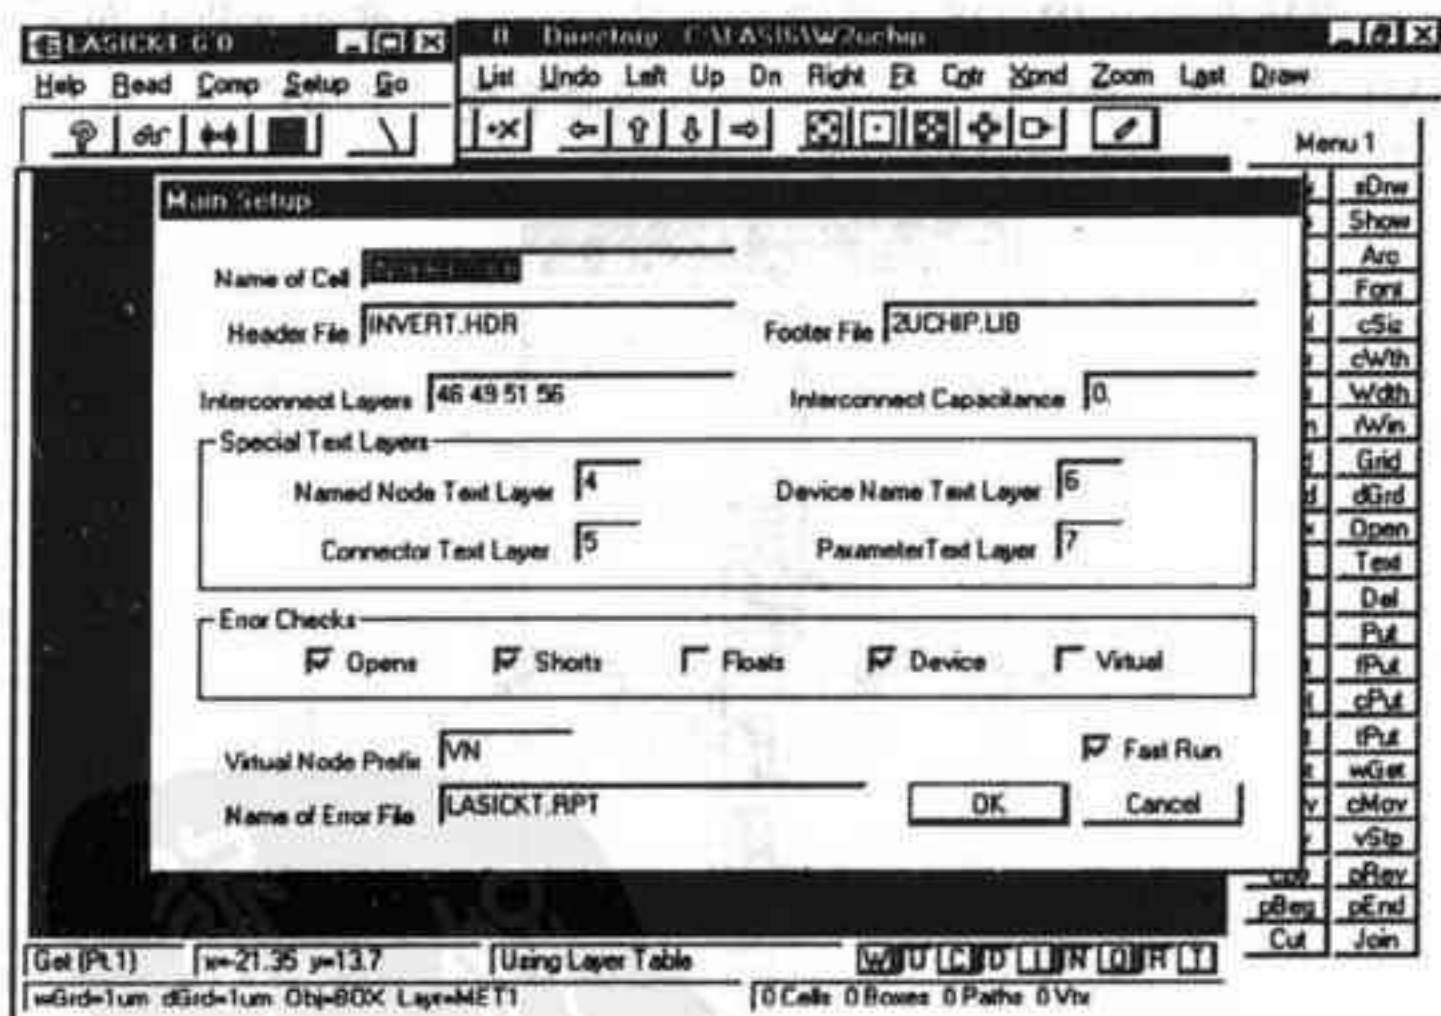 LASICKT 6.0
Help Read Comp Setup Go
Directory C:\LASI6\W2uchip
List Undo Left Up Dn Right Fit Cntr Xpnd Zoom Last Draw
Menu 1
Main Setup
Name of Cell
Header File INVERT.HDR
Footer File 2UCHIP.LIB
Interconnect Layers 46 49 51 56
Interconnect Capacitance 0.
Special Text Layers
Named Node Text Layer 4
Device Name Text Layer 6
Connector Text Layer 5
Parameter Text Layer 7
Error Checks
Opens Shorts Floats Device Virtual
Virtual Node Prefix VN
Fast Run
Name of Error File LASICKT.RPT
OK Cancel
sDrw
Show
Arc
Font
cSiz
cWth
Wdth
rWin
Grid
dGrd
Open
Text
Del
Put
fPut
cPut
tPut
wGet
cMov
vStp
Cpy pRev
pBeg pEnd
Cut Join
Get (Pt.1) x=-21.35 y=13.7 Using Layer Table W U C D I N O R T
wGrd=1um dGrd=1um Obj=BOX Layr=MET1 0 Cells 0 Boxes 0 Paths 0 Vtx